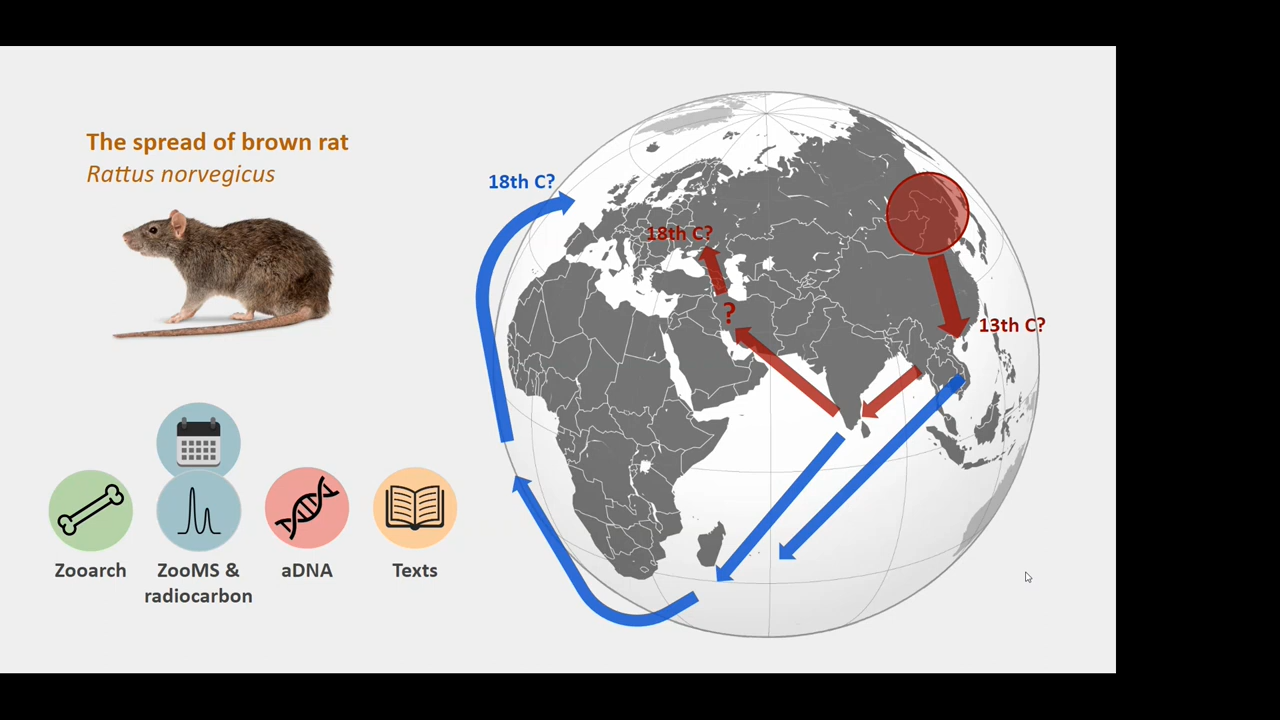 The spread of brown rat
Rattus norvegicus
18th C?
18th C?
?
13th C?
Zooarch
ZooMS &
radiocarbon
aDNA
Texts